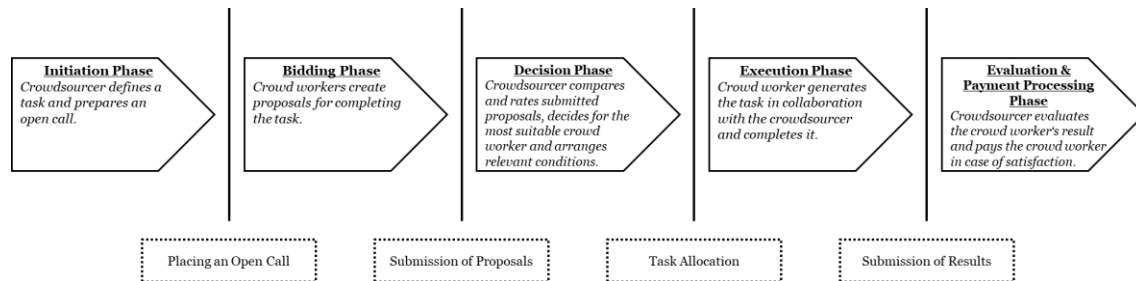 Initiation Phase
Crowdsourcer defines a
task and prepares an
open call.
Bidding Phase
Crowd workers create
proposals for completing
the task.
Decision Phase
Crowdsourcer compares
and rates submitted
proposals, decides for the
most suitable crowd
worker and arranges
relevant conditions.
Execution Phase
Crowd worker generates
the task in collaboration
with the crowdsourcer
and completes it.
Evaluation &
Payment Processing
Phase
Crowdsourcer evaluates
the crowd worker's result
and pays the crowd worker
in case of satisfaction.
Placing an Open Call
Submission of Proposals
Task Allocation
Submission of Results